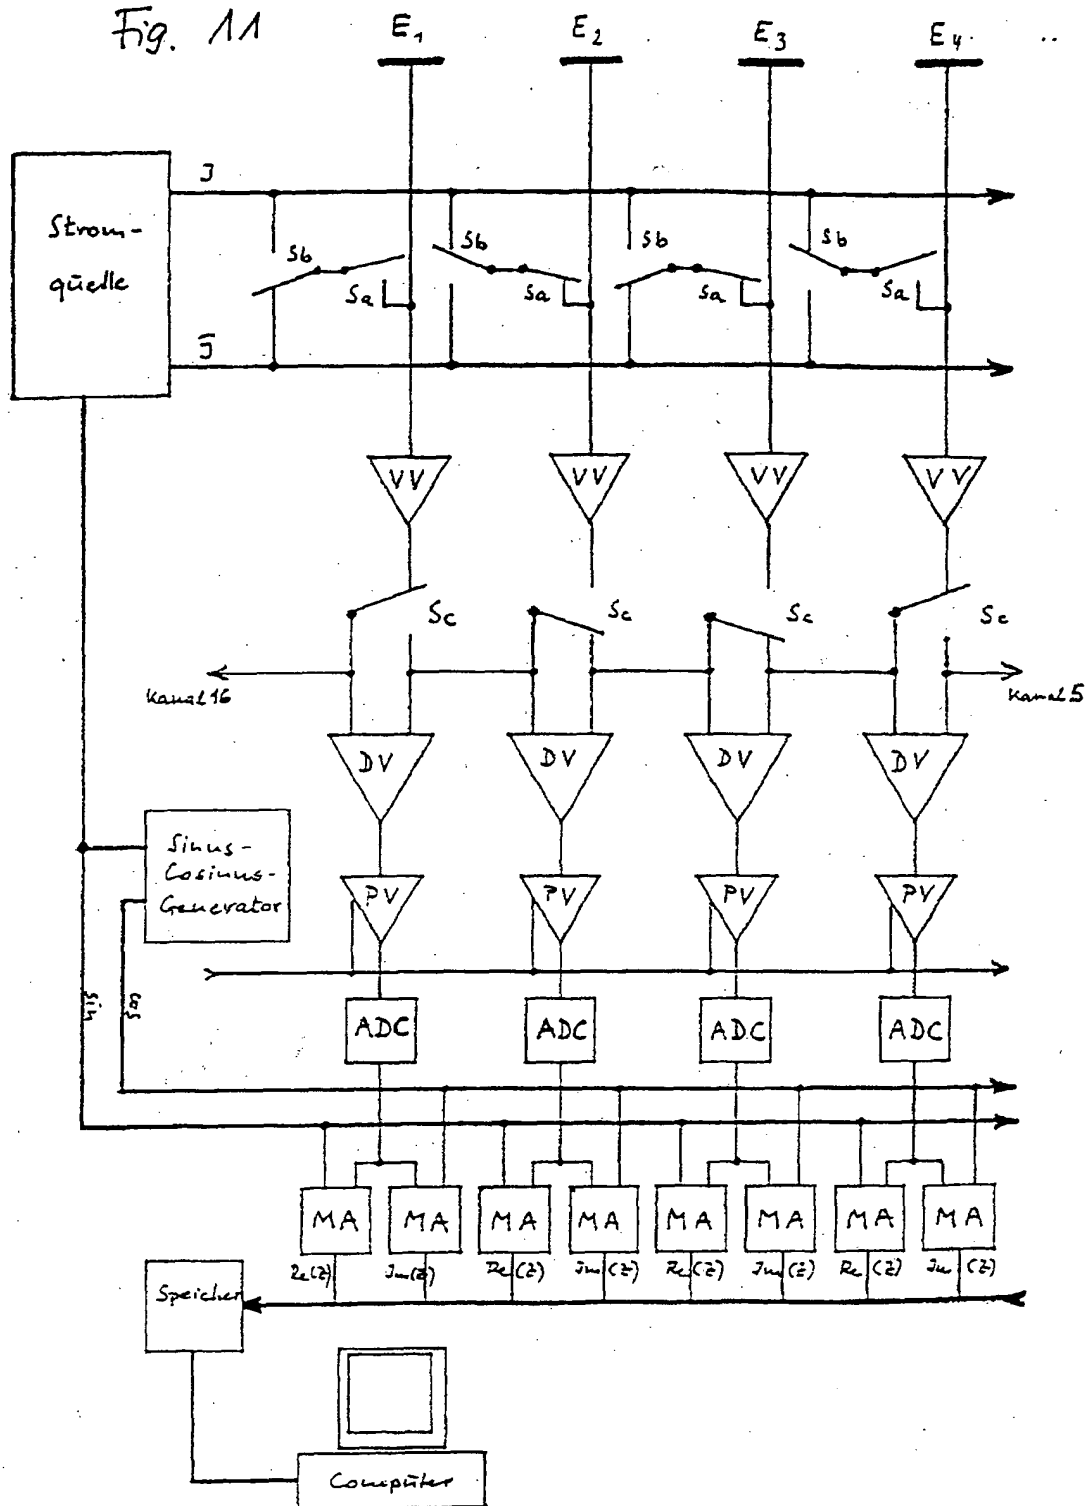 Fig. 11
E1 E2 E3 E4
J
Strom-
quelle
Sb Sb Sb Sb
Sa Sa Sa Sa
J̄
VV VV VV VV
Sc Sc Sc Sc
Kanal 16 Kanal 5
DV DV DV DV
Sinus-
Cosinus-
Generator
PV PV PV PV
sin cos
ADC ADC ADC ADC
MA MA MA MA MA MA MA MA
Re(Z) Im(Z) Re(Z) Im(Z) Re(Z) Im(Z) Re(Z) Im(Z)
Speicher
Computer